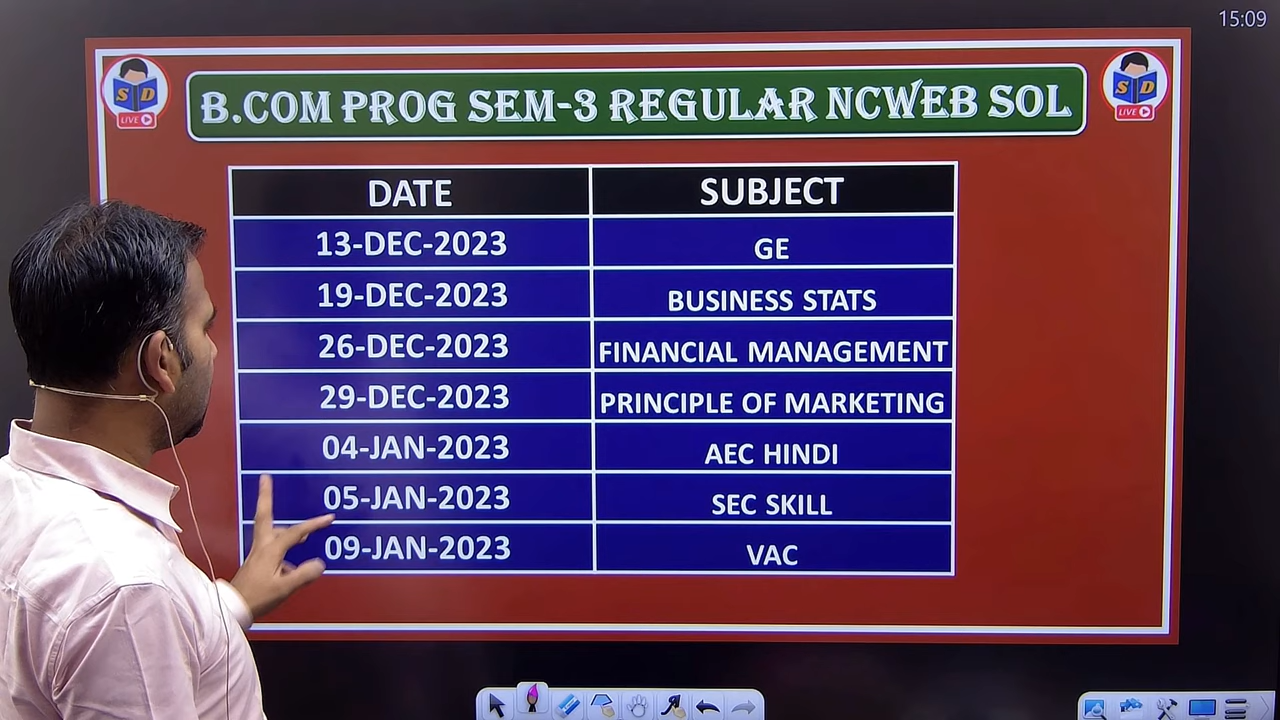 15:09
S D
LIVE
B.COM PROG SEM-3 REGULAR NCWEB SOL
S D
LIVE
DATE SUBJECT
13-DEC-2023 GE
19-DEC-2023 BUSINESS STATS
26-DEC-2023 FINANCIAL MANAGEMENT
29-DEC-2023 PRINCIPLE OF MARKETING
04-JAN-2023 AEC HINDI
05-JAN-2023 SEC SKILL
09-JAN-2023 VAC